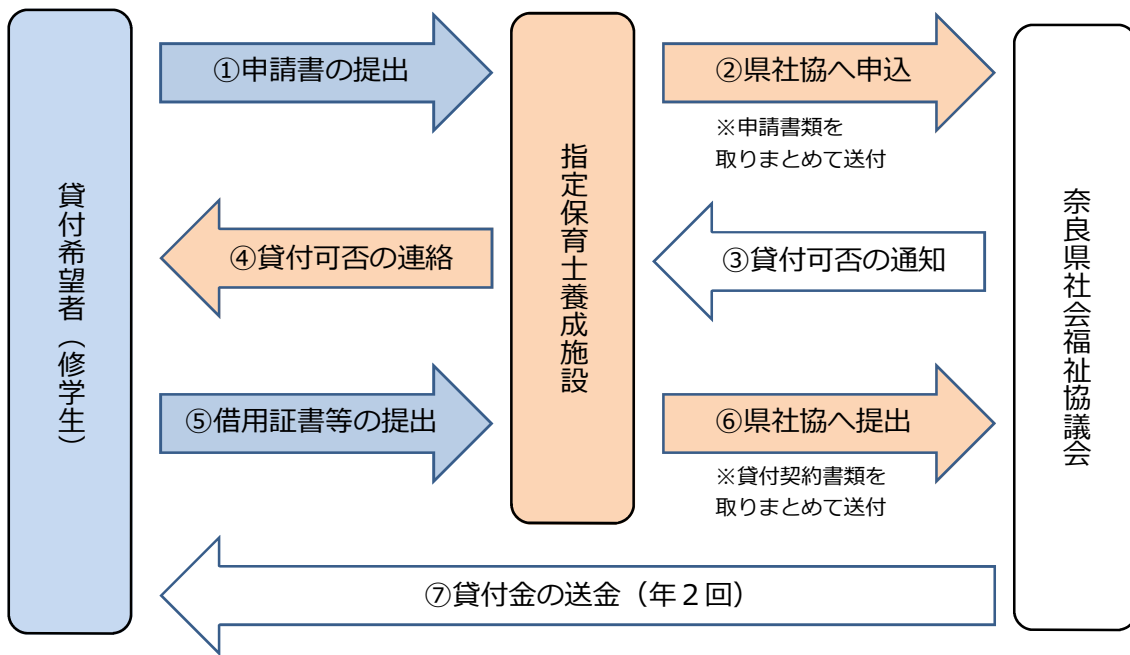 貸付希望者（修学生）
①申請書の提出
指定保育士養成施設
②県社協へ申込
※申請書類を
取りまとめて送付
奈良県社会福祉協議会
③貸付可否の通知
④貸付可否の連絡
⑤借用証書等の提出
⑥県社協へ提出
※貸付契約書類を
取りまとめて送付
⑦貸付金の送金（年２回）